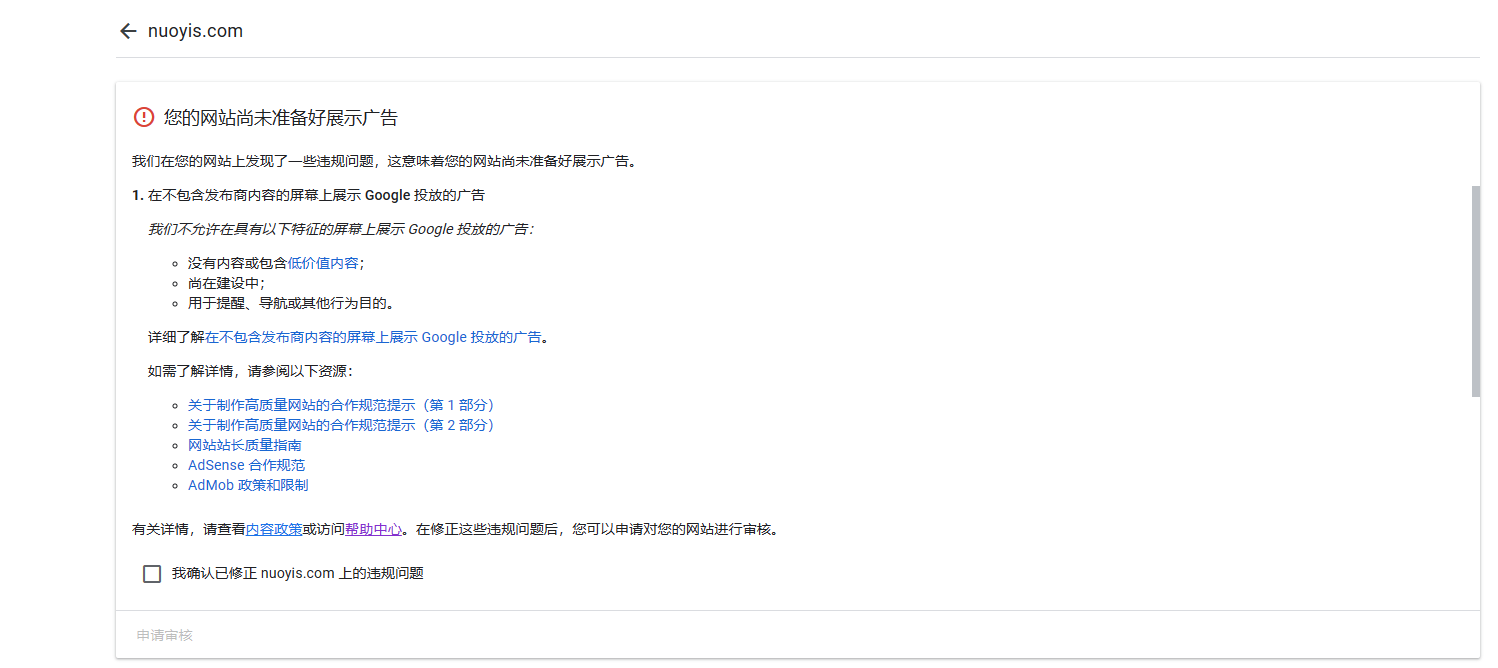 nuoyis.com
您的网站尚未准备好展示广告
我们在您的网站上发现了一些违规问题，这意味着您的网站尚未准备好展示广告。
1. 在不包含发布商内容的屏幕上展示 Google 投放的广告
我们不允许在具有以下特征的屏幕上展示 Google 投放的广告：
没有内容或包含低价值内容；
尚在建设中；
用于提醒、导航或其他行为目的。
详细了解在不包含发布商内容的屏幕上展示 Google 投放的广告。
如需了解详情，请参阅以下资源：
关于制作高质量网站的合作规范提示（第 1 部分）
关于制作高质量网站的合作规范提示（第 2 部分）
网站站长质量指南
AdSense 合作规范
AdMob 政策和限制
有关详情，请查看内容政策或访问帮助中心。在修正这些违规问题后，您可以申请对您的网站进行审核。
我确认已修正 nuoyis.com 上的违规问题
申请审核